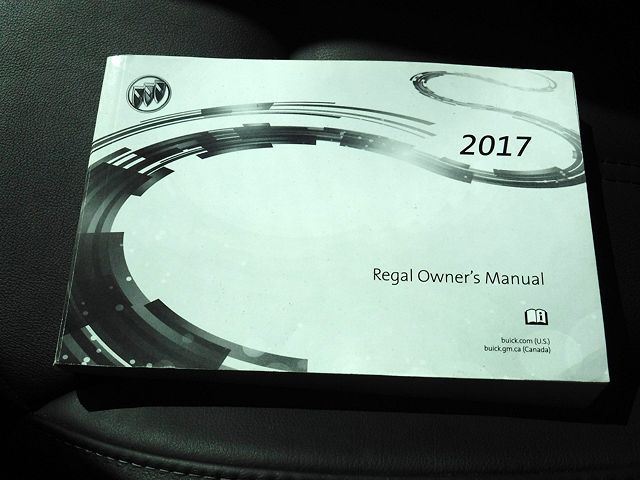 2017
Regal Owner's Manual
buick.com (U.S.)
buick.gm.ca (Canada)